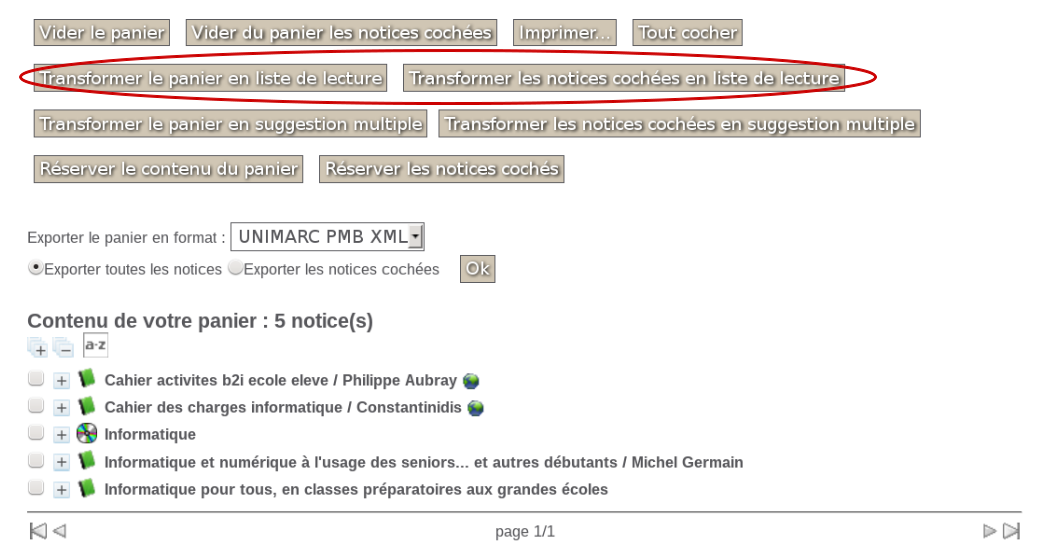 Vider le panier Vider du panier les notices cochées Imprimer... Tout cocher
Transformer le panier en liste de lecture Transformer les notices cochées en liste de lecture
Transformer le panier en suggestion multiple Transformer les notices cochées en suggestion multiple
Réserver le contenu du panier Réserver les notices cochés
Exporter le panier en format : UNIMARC PMB XML
Exporter toutes les notices Exporter les notices cochées Ok
Contenu de votre panier : 5 notice(s)
a-z
Cahier activites b2i ecole eleve / Philippe Aubray
Cahier des charges informatique / Constantinidis
Informatique
Informatique et numérique à l'usage des seniors... et autres débutants / Michel Germain
Informatique pour tous, en classes préparatoires aux grandes écoles
page 1/1